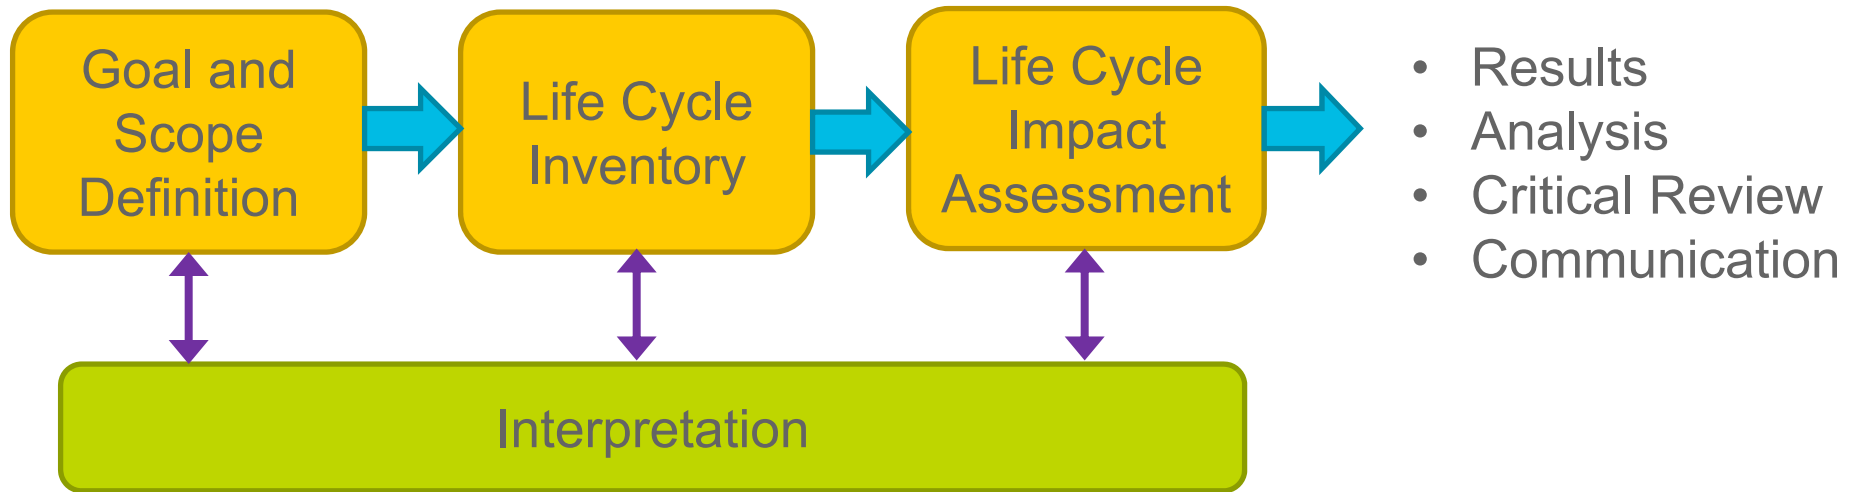 Goal and
Scope
Definition
Life Cycle
Inventory
Life Cycle
Impact
Assessment
• Results
• Analysis
• Critical Review
• Communication
Interpretation